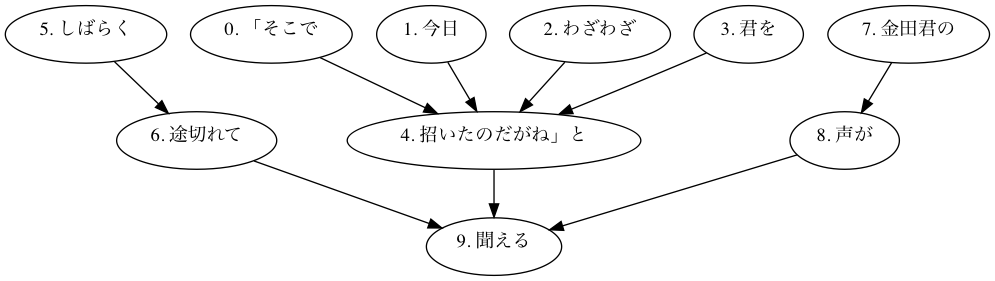 5. しばらく
0. 「そこで
1. 今日
2. わざわざ
3. 君を
7. 金田君の
6. 途切れて
4. 招いたのだがね」と
8. 声が
9. 聞える